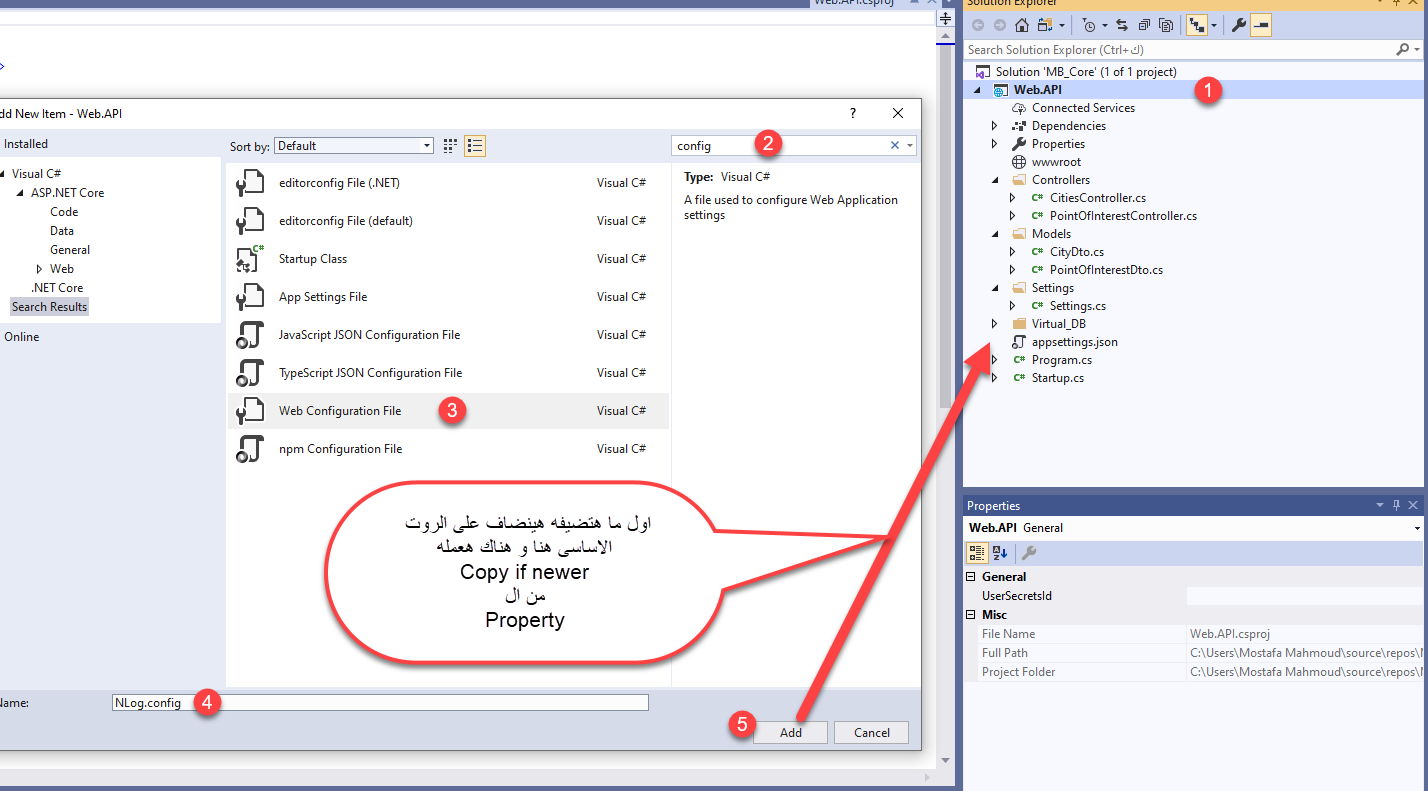 Web.API.csproj
Solution Explorer
Search Solution Explorer (Ctrl+ك)
Solution 'MB_Core' (1 of 1 project)
Web.API
1
Connected Services
Dependencies
Properties
wwwroot
Controllers
C# CitiesController.cs
C# PointOfInterestController.cs
Models
C# CityDto.cs
C# PointOfInterestDto.cs
Settings
C# Settings.cs
Virtual_DB
appsettings.json
C# Program.cs
C# Startup.cs
dd New Item - Web.API
?
Installed
Visual C#
ASP.NET Core
Code
Data
General
Web
.NET Core
Search Results
Online
Sort by: Default
config
2
editorconfig File (.NET) Visual C#
editorconfig File (default) Visual C#
Startup Class Visual C#
App Settings File Visual C#
JavaScript JSON Configuration File Visual C#
TypeScript JSON Configuration File Visual C#
Web Configuration File 3 Visual C#
npm Configuration File Visual C#
Type: Visual C#
A file used to configure Web Application
settings
اول ما هتضيفه هينضاف على الروت
الاساسى هنا و هناك هعمله
Copy if newer
من ال
Property
Name: NLog.config 4
5 Add Cancel
Properties
Web.API General
General
UserSecretsId
Misc
File Name Web.API.csproj
Full Path C:\Users\Mostafa Mahmoud\source\repos\
Project Folder C:\Users\Mostafa Mahmoud\source\repos\